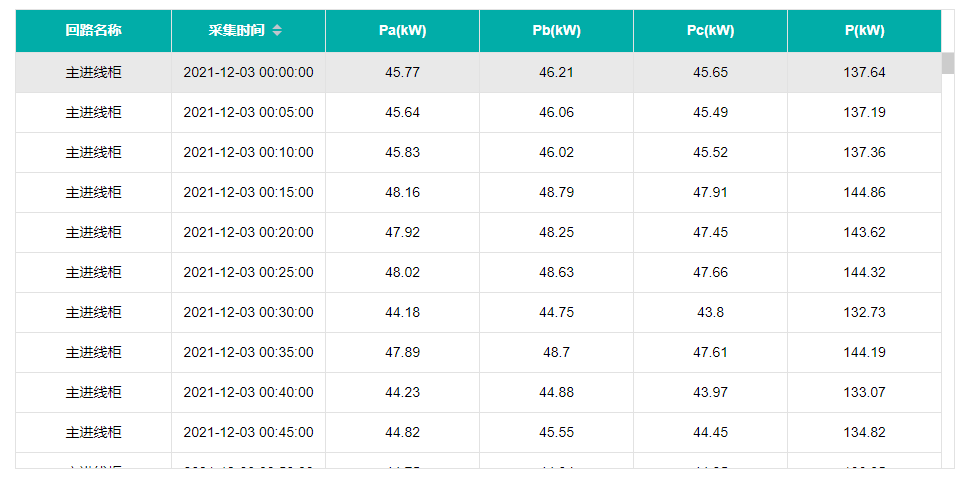 回路名称 采集时间 Pa(kW) Pb(kW) Pc(kW) P(kW)
主进线柜 2021-12-03 00:00:00 45.77 46.21 45.65 137.64
主进线柜 2021-12-03 00:05:00 45.64 46.06 45.49 137.19
主进线柜 2021-12-03 00:10:00 45.83 46.02 45.52 137.36
主进线柜 2021-12-03 00:15:00 48.16 48.79 47.91 144.86
主进线柜 2021-12-03 00:20:00 47.92 48.25 47.45 143.62
主进线柜 2021-12-03 00:25:00 48.02 48.63 47.66 144.32
主进线柜 2021-12-03 00:30:00 44.18 44.75 43.8 132.73
主进线柜 2021-12-03 00:35:00 47.89 48.7 47.61 144.19
主进线柜 2021-12-03 00:40:00 44.23 44.88 43.97 133.07
主进线柜 2021-12-03 00:45:00 44.82 45.55 44.45 134.82